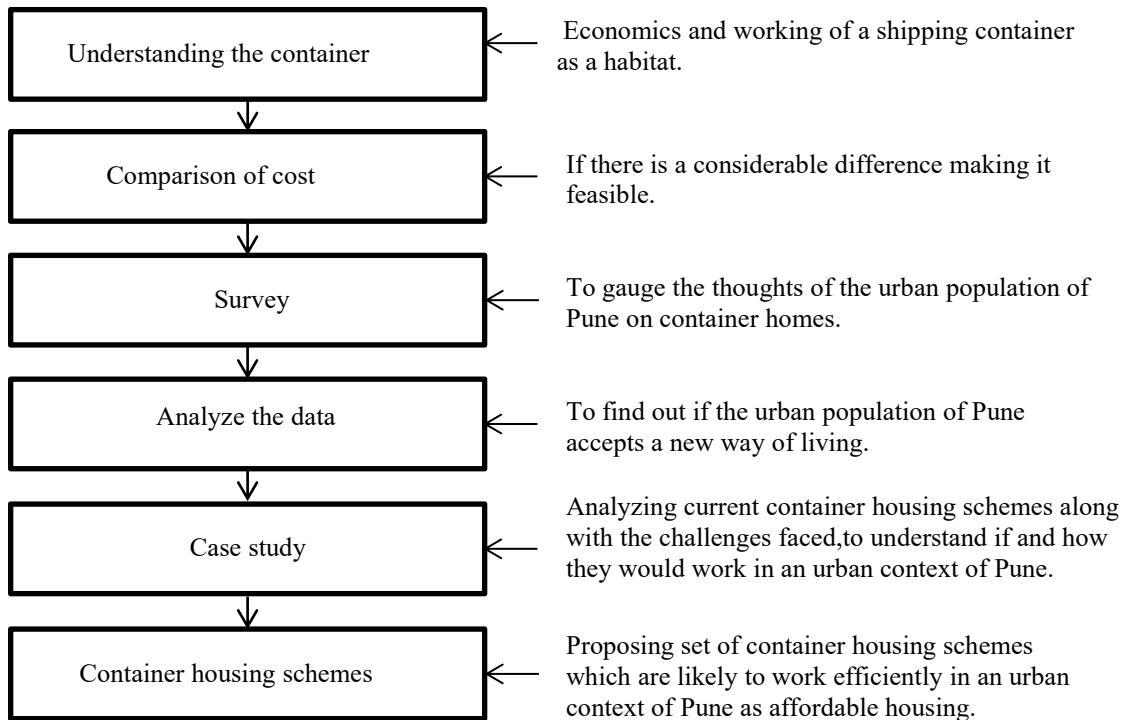 Understanding the container
Economics and working of a shipping container
as a habitat.
Comparison of cost
If there is a considerable difference making it
feasible.
Survey
To gauge the thoughts of the urban population of
Pune on container homes.
Analyze the data
To find out if the urban population of Pune
accepts a new way of living.
Case study
Analyzing current container housing schemes along
with the challenges faced,to understand if and how
they would work in an urban context of Pune.
Container housing schemes
Proposing set of container housing schemes
which are likely to work efficiently in an urban
context of Pune as affordable housing.